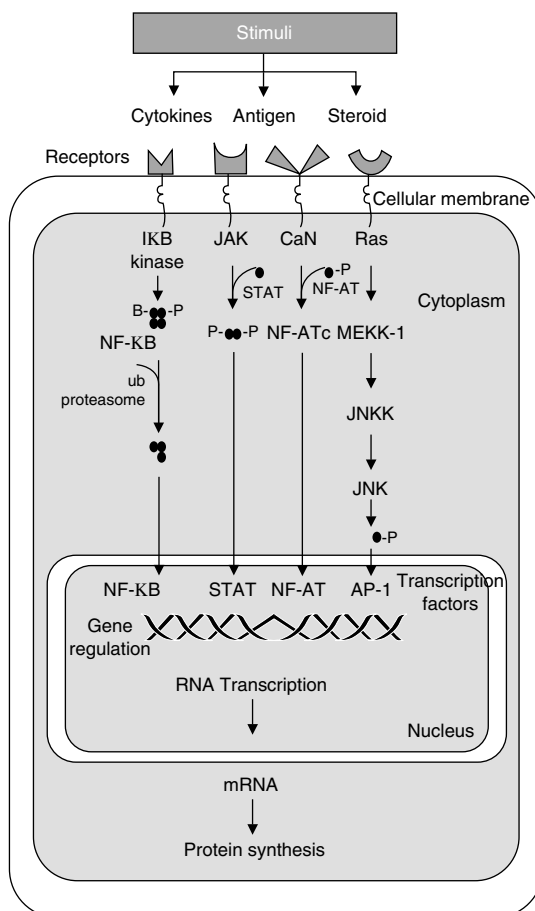 Stimuli
Cytokines Antigen Steroid
Receptors
Cellular membrane
IKB kinase
JAK
CaN
Ras
STAT
-P
NF-AT
Cytoplasm
B- -P
NF-KB
P- -P
NF-ATc MEKK-1
ub
proteasome
JNKK
JNK
-P
NF-KB STAT NF-AT AP-1
Transcription
factors
Gene
regulation
RNA Transcription
Nucleus
mRNA
Protein synthesis